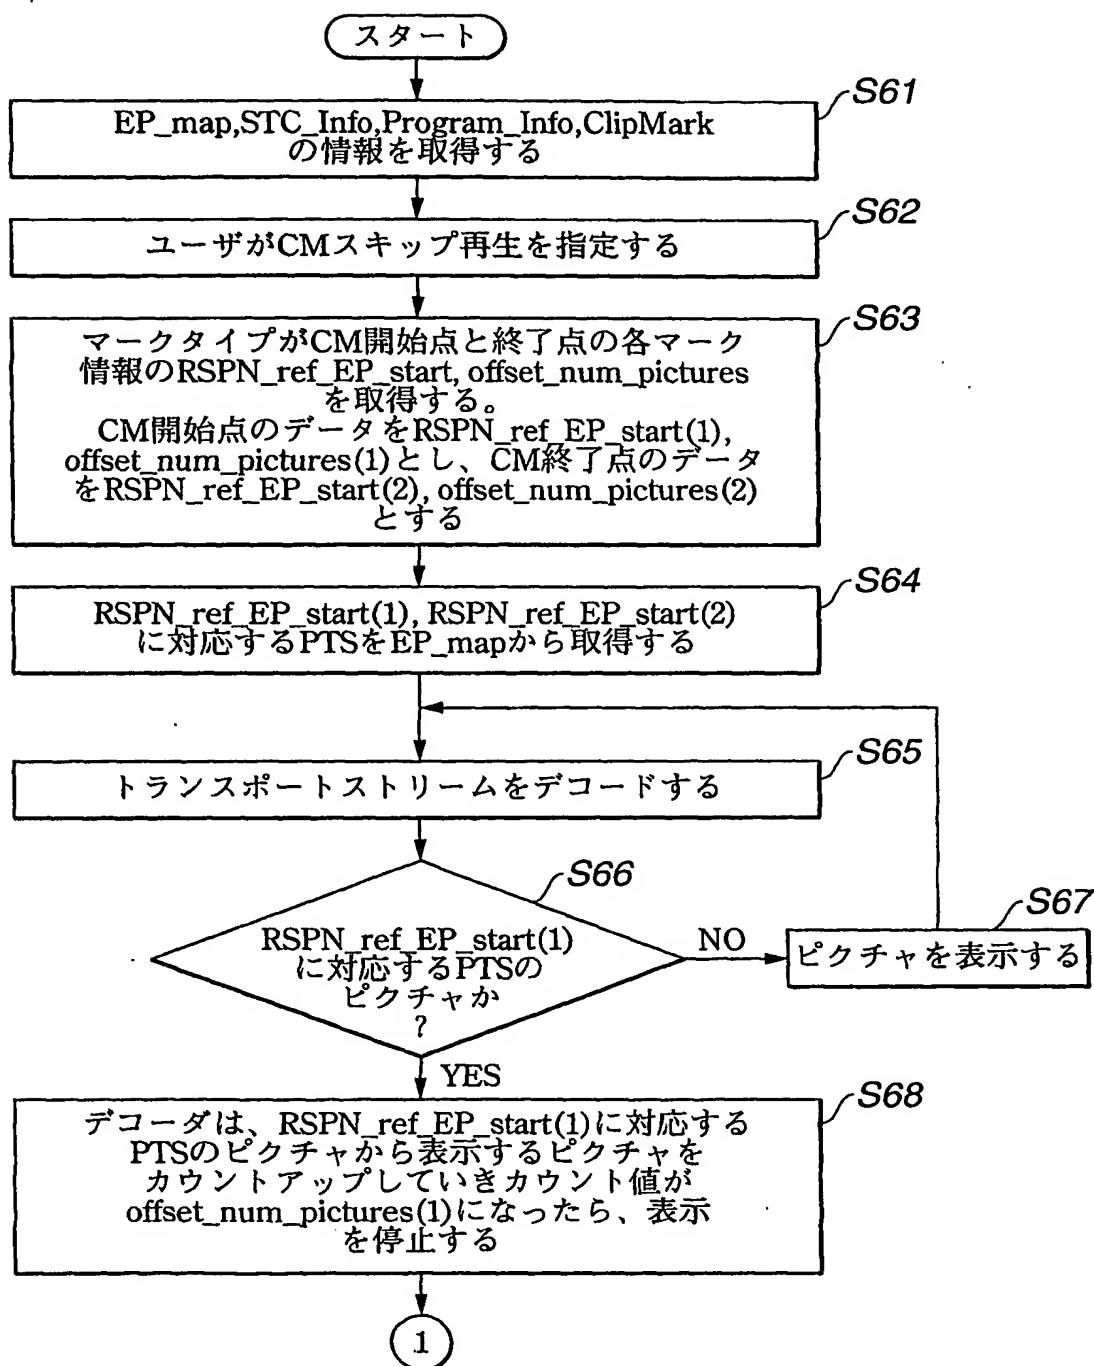 スタート
S61
EP_map,STC_Info,Program_Info,ClipMark
の情報を取得する
S62
ユーザがCMスキップ再生を指定する
S63
マークタイプがCM開始点と終了点の各マーク
情報のRSPN_ref_EP_start, offset_num_pictures
を取得する。
CM開始点のデータをRSPN_ref_EP_start(1),
offset_num_pictures(1)とし、CM終了点のデータ
をRSPN_ref_EP_start(2), offset_num_pictures(2)
とする
S64
RSPN_ref_EP_start(1), RSPN_ref_EP_start(2)
に対応するPTSをEP_mapから取得する
S65
トランスポートストリームをデコードする
S66
RSPN_ref_EP_start(1)
に対応するPTSの
ピクチャか
?
NO
S67
ピクチャを表示する
YES
S68
デコーダは、RSPN_ref_EP_start(1)に対応する
PTSのピクチャから表示するピクチャを
カウントアップしていきカウント値が
offset_num_pictures(1)になったら、表示
を停止する
1